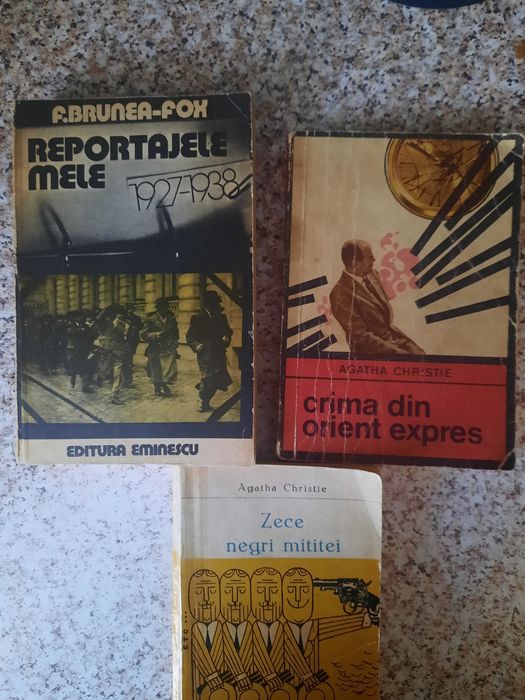 F.BRUNEA-FOX
REPORTAJELE
MELE
1927-1938
EDITURA EMINESCU
AGATHA CHRISTIE
crima din
orient expres
Agatha Christie
Zece
negri mititei
ETC...